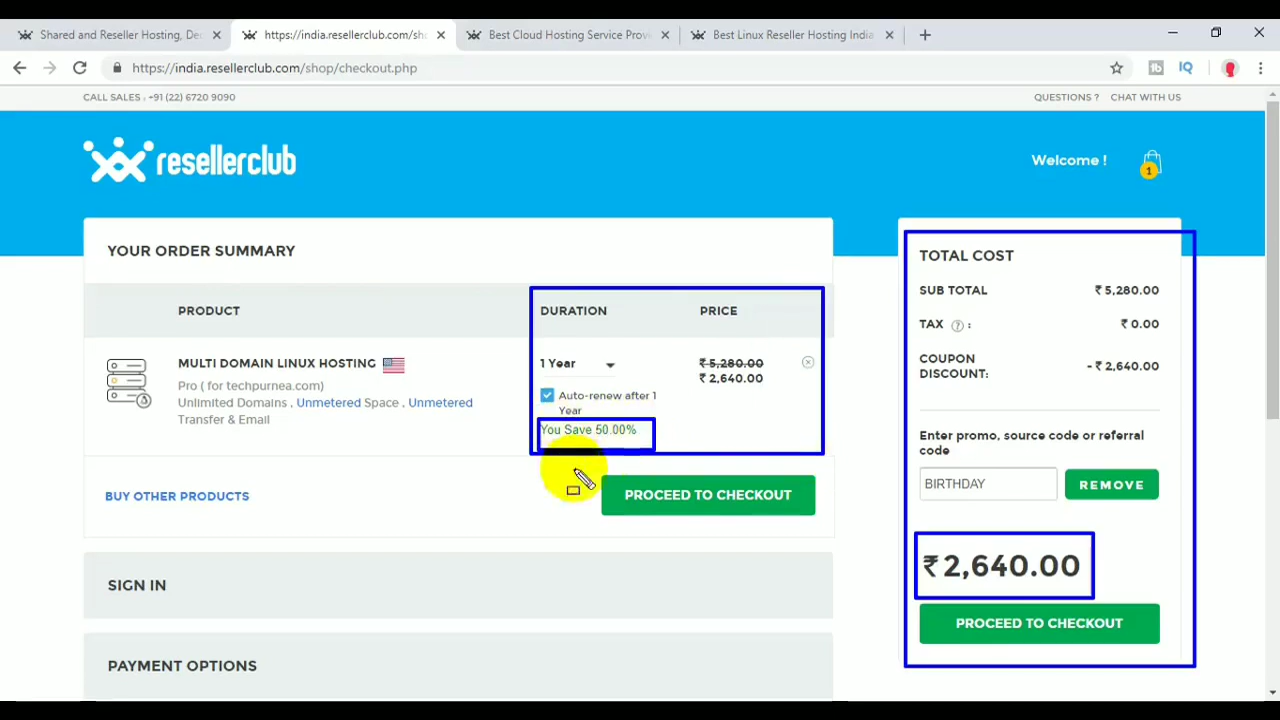 Shared and Reseller Hosting, De
https://india.resellerclub.com/sho
Best Cloud Hosting Service Provi
Best Linux Reseller Hosting India
https://india.resellerclub.com/shop/checkout.php
CALL SALES : +91 (22) 6720 9090
QUESTIONS ? CHAT WITH US
resellerclub
Welcome !
1
YOUR ORDER SUMMARY
PRODUCT
DURATION
PRICE
MULTI DOMAIN LINUX HOSTING
Pro ( for techpurnea.com)
Unlimited Domains , Unmetered Space , Unmetered
Transfer & Email
1 Year
₹ 5,280.00
₹ 2,640.00
Auto-renew after 1
Year
You Save 50.00%
BUY OTHER PRODUCTS
PROCEED TO CHECKOUT
SIGN IN
PAYMENT OPTIONS
TOTAL COST
SUB TOTAL ₹ 5,280.00
TAX ? : ₹ 0.00
COUPON
DISCOUNT: - ₹ 2,640.00
Enter promo, source code or referral
code
BIRTHDAY
REMOVE
₹ 2,640.00
PROCEED TO CHECKOUT